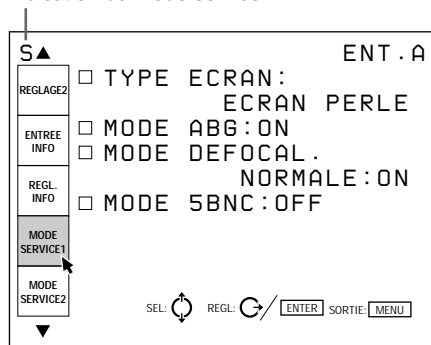 S▲ ENT.A
REGLAGE2
ENTREE
INFO
REGL.
INFO
MODE
SERVICE1
MODE
SERVICE2
▼
□ TYPE ECRAN:
ECRAN PERLE
□ MODE ABG:ON
□ MODE DEFOCAL.
NORMALE:ON
□ MODE 5BNC:OFF
SEL: REGL: / ENTER SORTIE: MENU